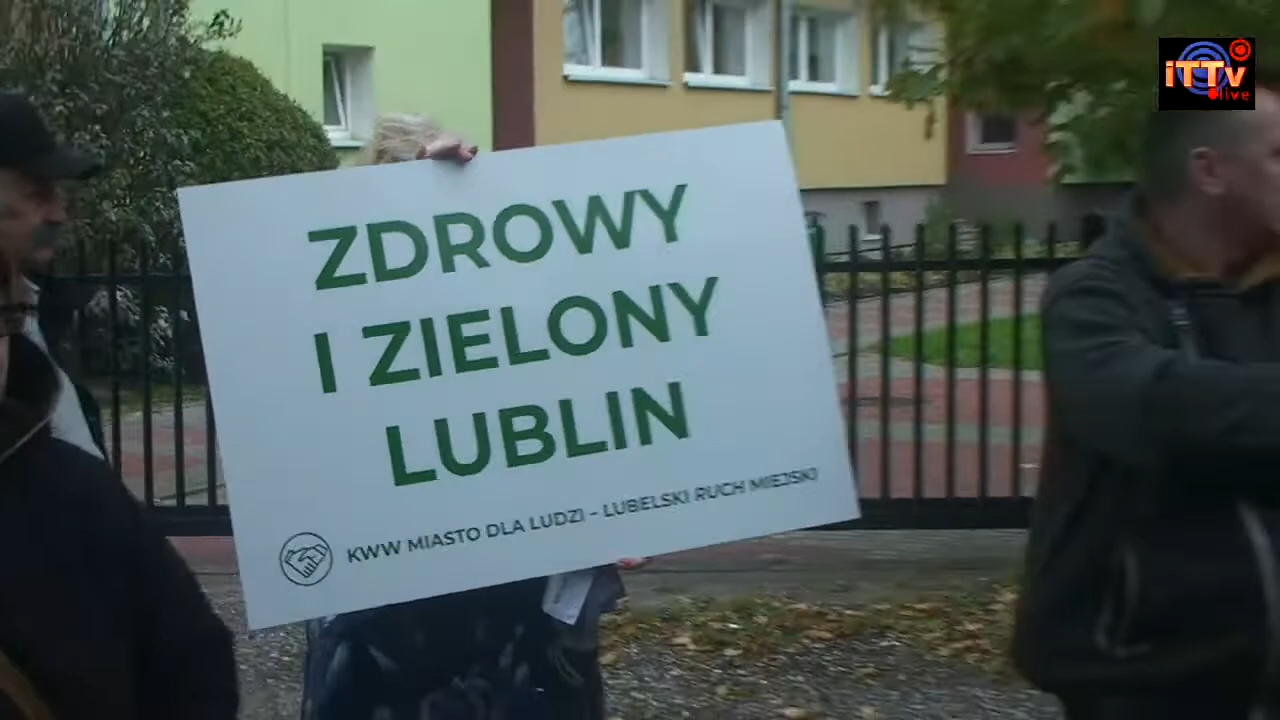 iTTv
live
ZDROWY
I ZIELONY
LUBLIN
KWW MIASTO DLA LUDZI - LUBELSKI RUCH MIEJSKI